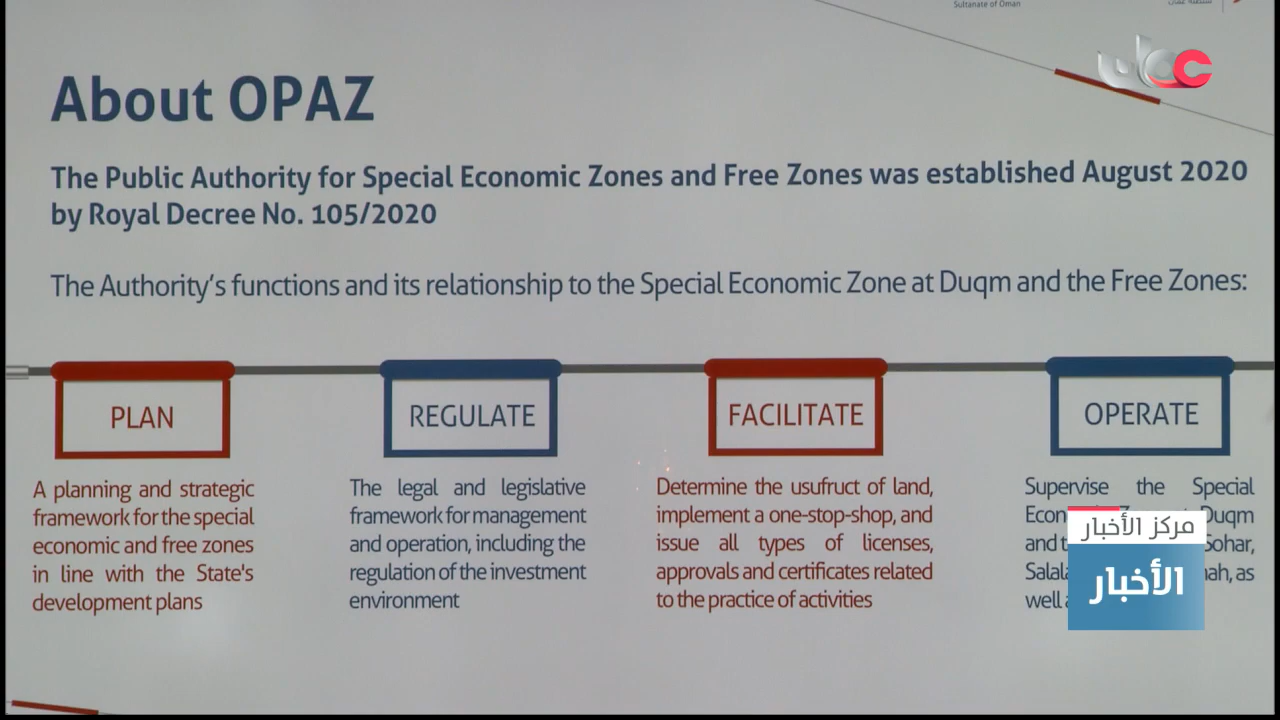 Sultanate of Oman
سلطنة عمان
عمان
About OPAZ
The Public Authority for Special Economic Zones and Free Zones was established August 2020
by Royal Decree No. 105/2020
The Authority's functions and its relationship to the Special Economic Zone at Duqm and the Free Zones:
PLAN
A planning and strategic
framework for the special
economic and free zones
in line with the State's
development plans
REGULATE
The legal and legislative
framework for management
and operation, including the
regulation of the investment
environment
FACILITATE
Determine the usufruct of land,
implement a one-stop-shop, and
issue all types of licenses,
approvals and certificates related
to the practice of activities
OPERATE
Supervise the Special
Duqm
and Sohar,
as
well
مركز الأخبار
الأخبار